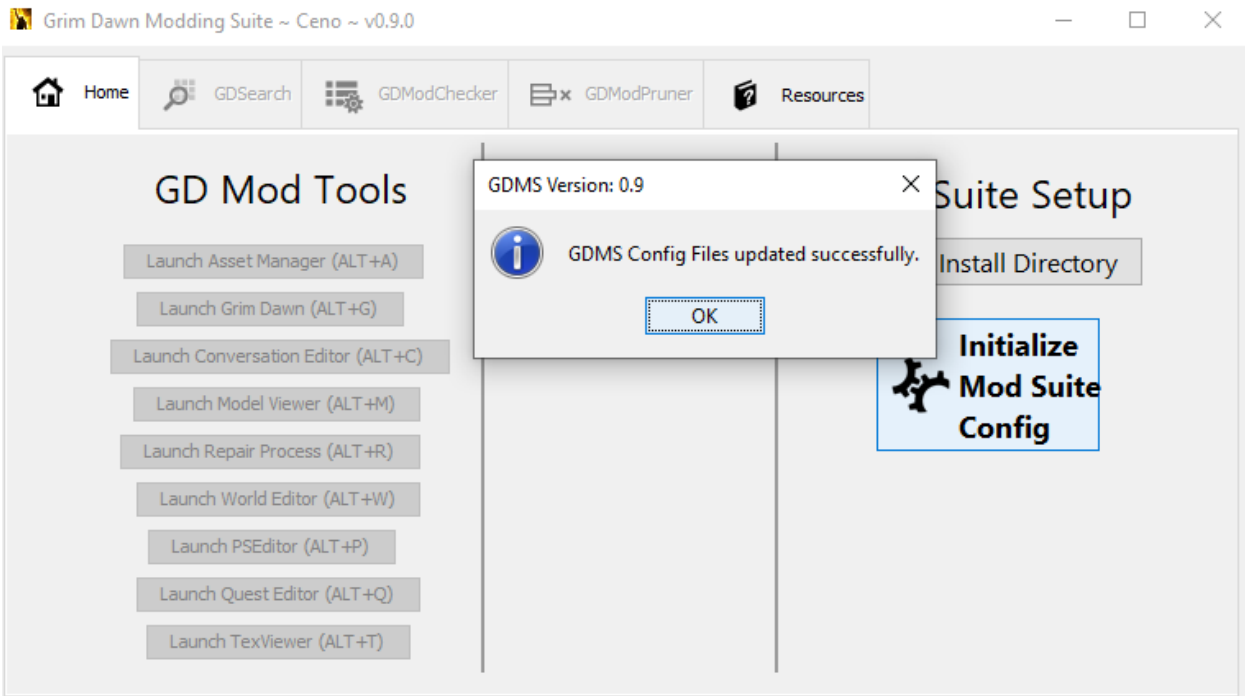 Grim Dawn Modding Suite ~ Ceno ~ v0.9.0
Home
GDSearch
GDModChecker
GDModPruner
Resources
GD Mod Tools
Launch Asset Manager (ALT+A)
Launch Grim Dawn (ALT+G)
Launch Conversation Editor (ALT+C)
Launch Model Viewer (ALT+M)
Launch Repair Process (ALT+R)
Launch World Editor (ALT+W)
Launch PSEditor (ALT+P)
Launch Quest Editor (ALT+Q)
Launch TexViewer (ALT+T)
GDMS Version: 0.9
GDMS Config Files updated successfully.
OK
Suite Setup
Install Directory
Initialize
Mod Suite
Config